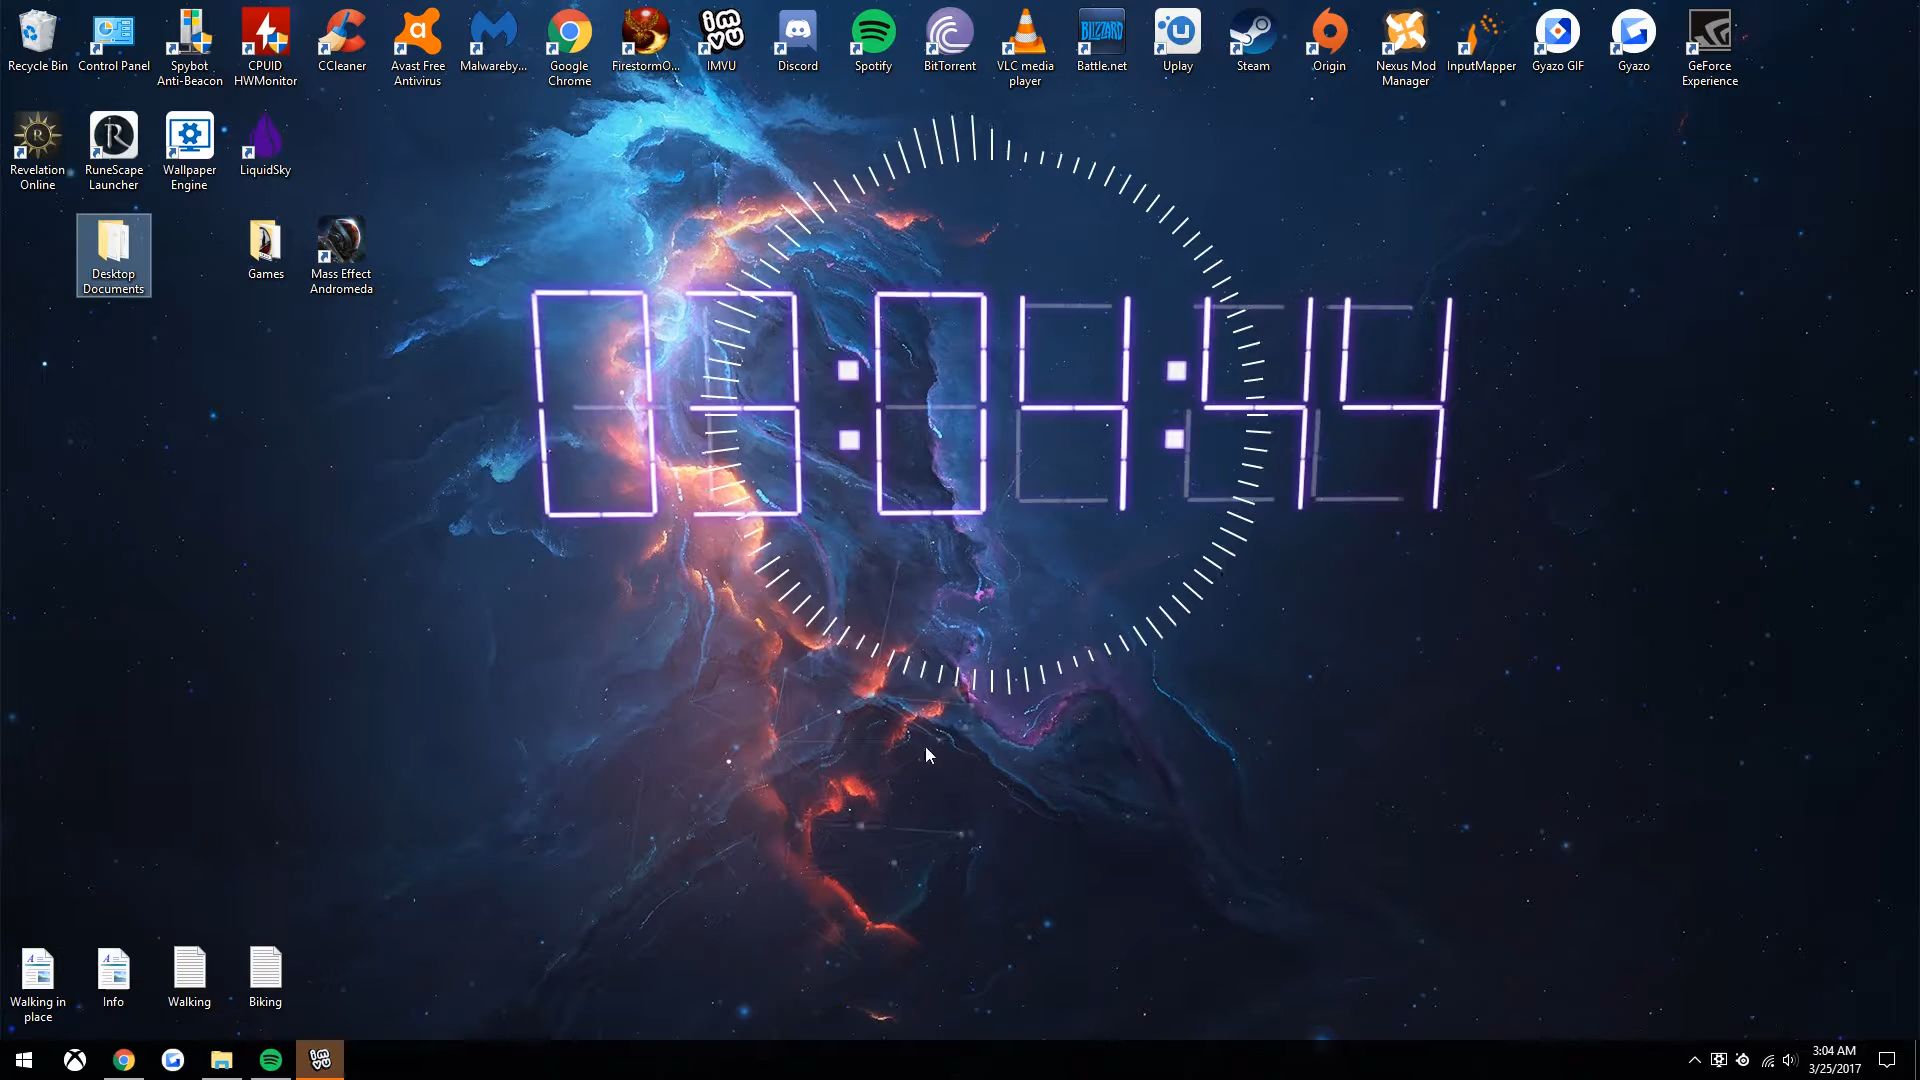 Recycle Bin
Control Panel
Spybot
Anti-Beacon
CPUID
HWMonitor
CCleaner
Avast Free
Antivirus
Malwareby...
Google
Chrome
FirestormO...
IMVU
Discord
Spotify
BitTorrent
VLC media
player
Battle.net
Uplay
Steam
Origin
Nexus Mod
Manager
InputMapper
Gyazo GIF
Gyazo
GeForce
Experience
BLIZZARD
Revelation
Online
RuneScape
Launcher
Wallpaper
Engine
LiquidSky
Desktop
Documents
Games
Mass Effect
Andromeda
03:04:44
Walking in
place
Info
Walking
Biking
3:04 AM
3/25/2017